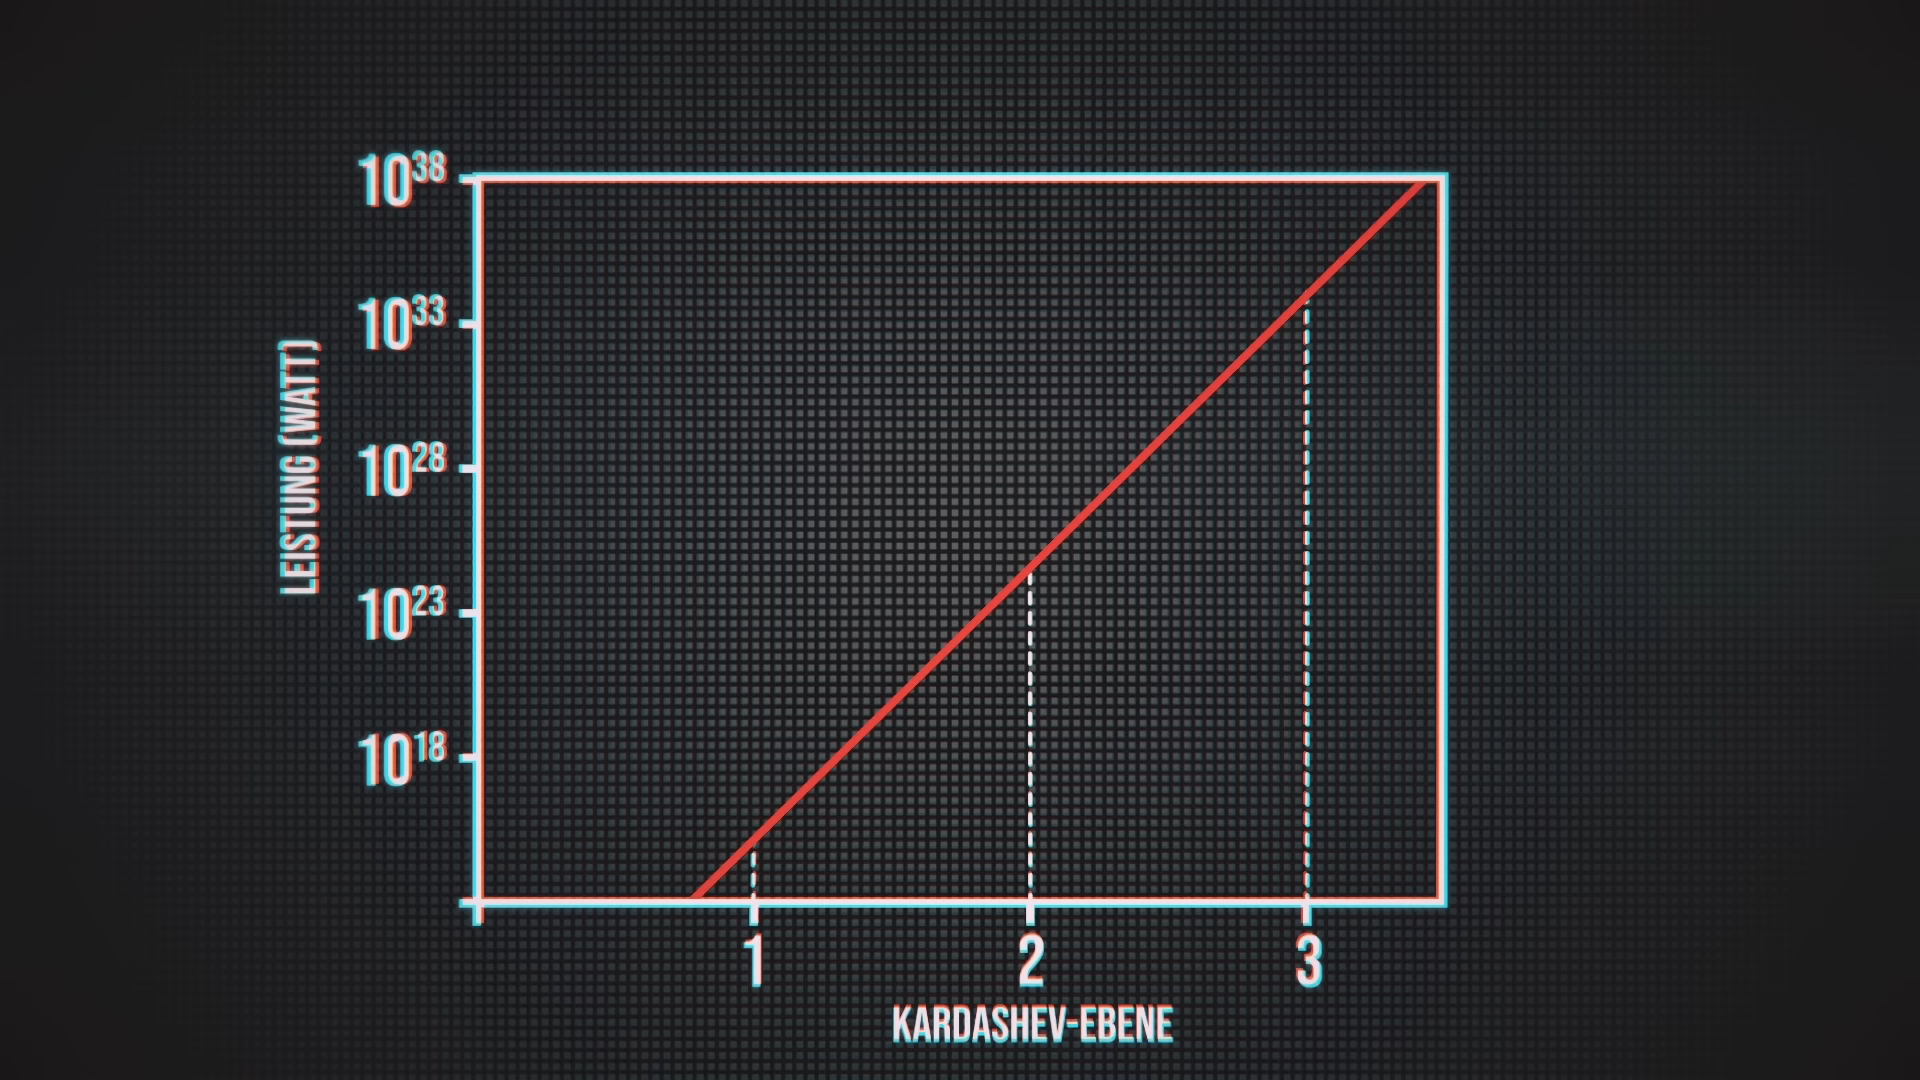 10³⁸
10³³
10²⁸
10²³
10¹⁸
LEISTUNG (WATT)
1 2 3
KARDASHEV-EBENE